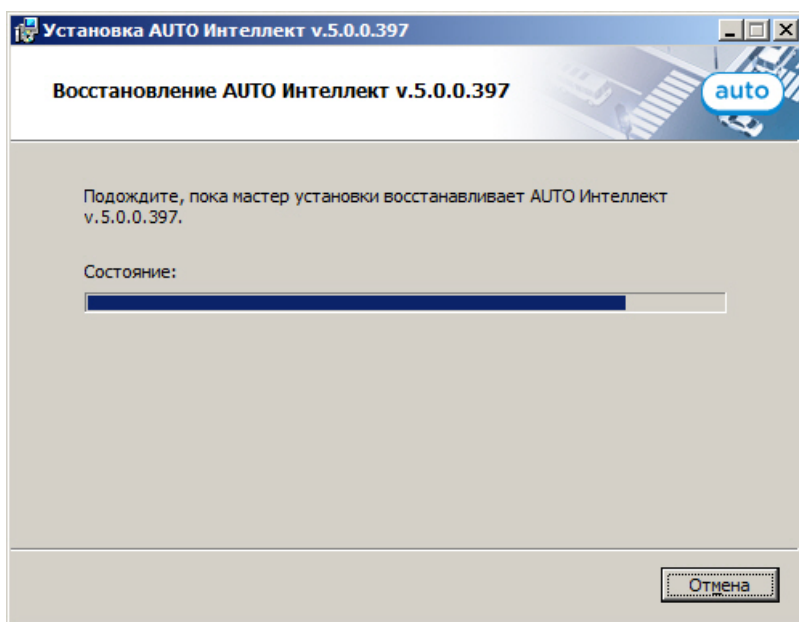 Установка AUTO Интеллект v.5.0.0.397
Восстановление AUTO Интеллект v.5.0.0.397
auto
Подождите, пока мастер установки восстанавливает AUTO Интеллект
v.5.0.0.397.
Состояние:
Отмена